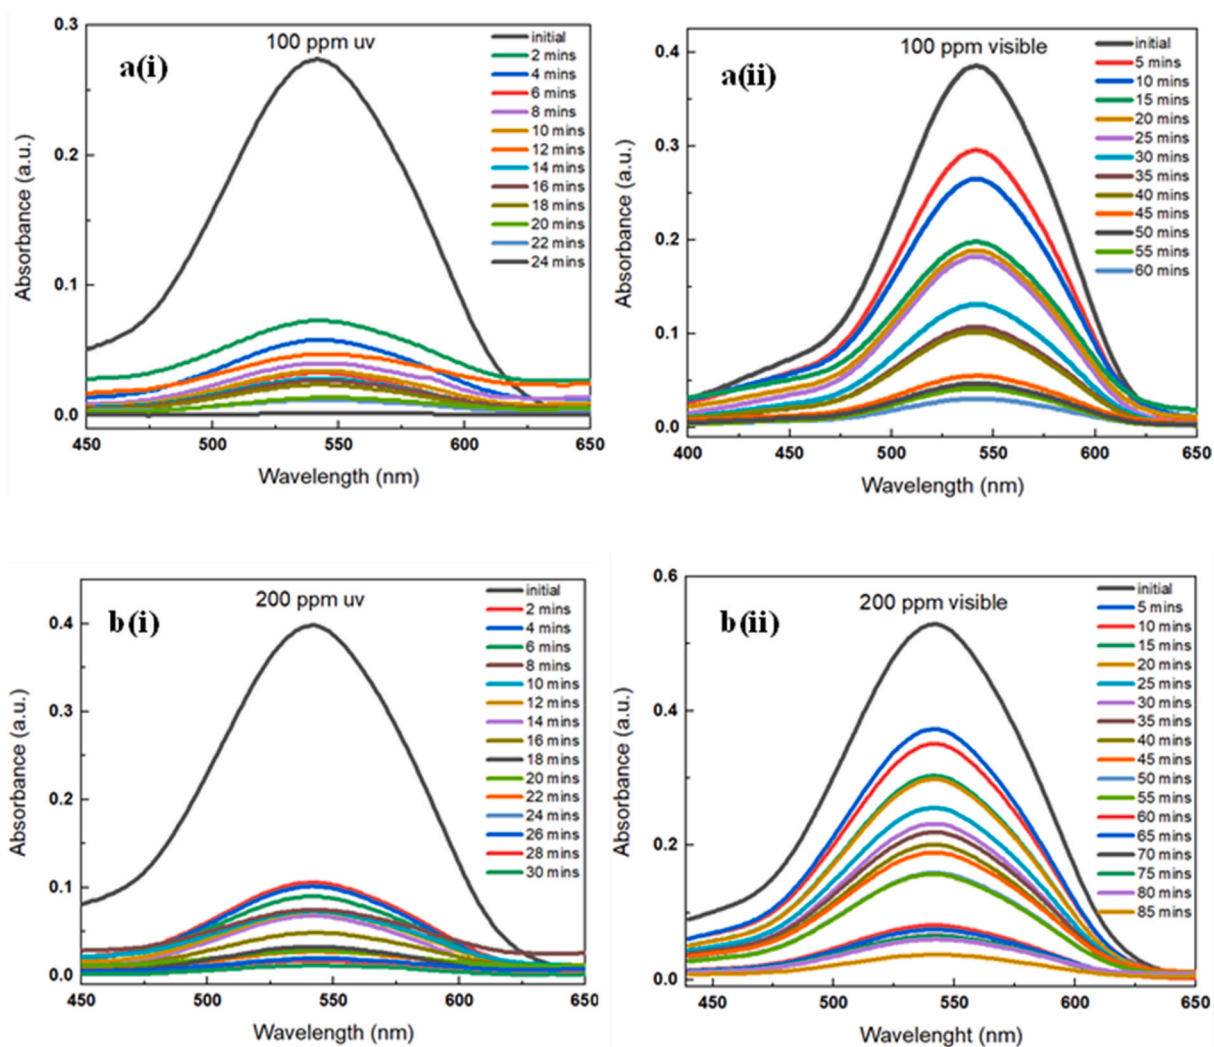 0.3
0.2
0.1
0.0
Absorbance (a.u.)
a(i)
100 ppm uv
initial
2 mins
4 mins
6 mins
8 mins
10 mins
12 mins
14 mins
16 mins
18 mins
20 mins
22 mins
24 mins
450 500 550 600 650
Wavelength (nm)
0.4
0.3
0.2
0.1
0.0
Absorbance (a.u.)
a(ii)
100 ppm visible
initial
5 mins
10 mins
15 mins
20 mins
25 mins
30 mins
35 mins
40 mins
45 mins
50 mins
55 mins
60 mins
400 450 500 550 600 650
Wavelength (nm)
0.4
0.3
0.2
0.1
0.0
Absorbance (a.u.)
b(i)
200 ppm uv
initial
2 mins
4 mins
6 mins
8 mins
10 mins
12 mins
14 mins
16 mins
18 mins
20 mins
22 mins
24 mins
26 mins
28 mins
30 mins
450 500 550 600 650
Wavelength (nm)
0.6
0.4
0.2
0.0
Absorbance (a.u.)
b(ii)
200 ppm visible
initial
5 mins
10 mins
15 mins
20 mins
25 mins
30 mins
35 mins
40 mins
45 mins
50 mins
55 mins
60 mins
65 mins
70 mins
75 mins
80 mins
85 mins
450 500 550 600 650
Wavelenght (nm)